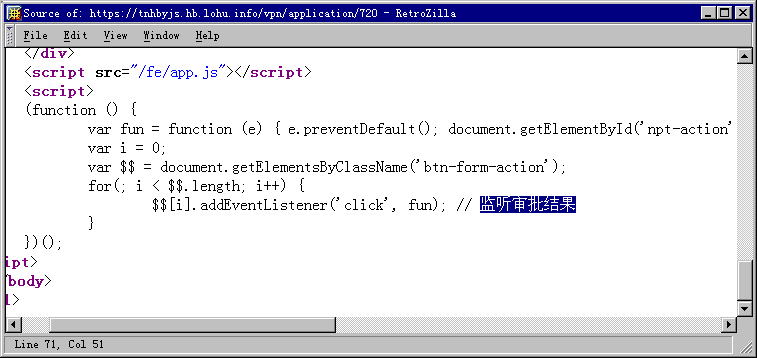 Source of: https://tnhbyjs.hb.lohu.info/vpn/application/720 - RetroZilla
File Edit View Window Help
</div>
<script src="/fe/app.js"></script>
<script>
(function () {
var fun = function (e) { e.preventDefault(); document.getElementById('npt-action'
var i = 0;
var $$ = document.getElementsByClassName('btn-form-action');
for(; i < $$.length; i++) {
$$[i].addEventListener('click', fun); // 监听审批结果
}
})();
ipt>
body>
l>
Line 71, Col 51